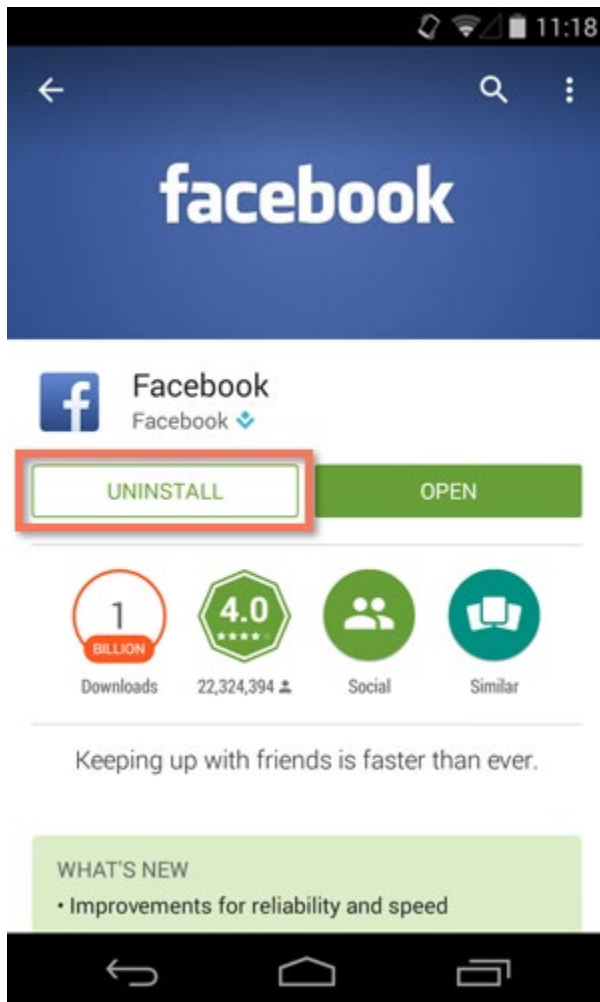 11:18
facebook
f
Facebook
Facebook
UNINSTALL
OPEN
1
BILLION
4.0
Downloads
22,324,394
Social
Similar
Keeping up with friends is faster than ever.
WHAT'S NEW
• Improvements for reliability and speed